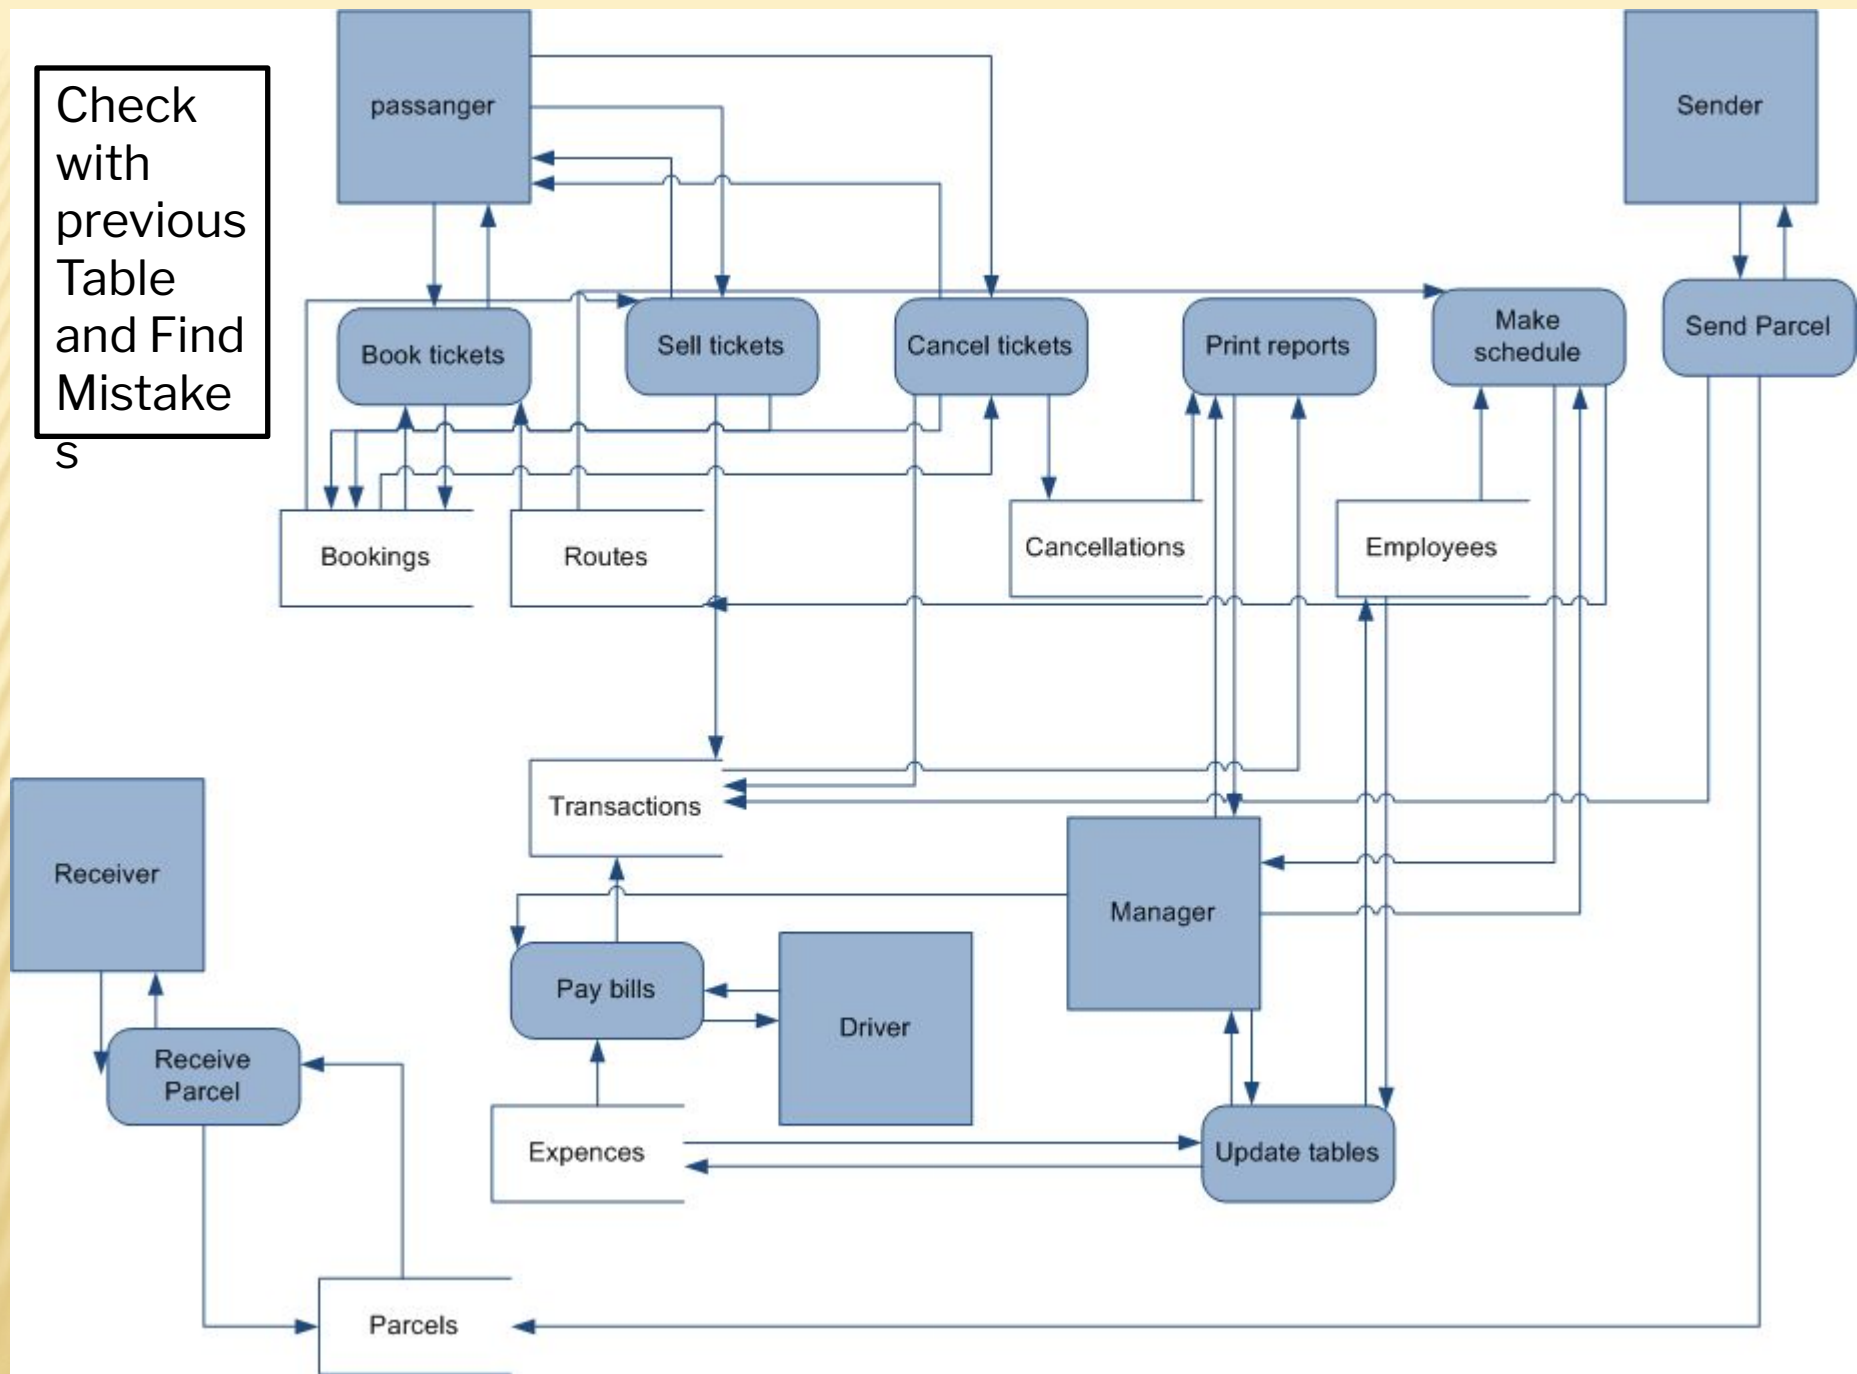 Check
with
previous
Table
and Find
Mistake
s
passanger
Sender
Book tickets
Sell tickets
Cancel tickets
Print reports
Make
schedule
Send Parcel
Bookings
Routes
Cancellations
Employees
Transactions
Receiver
Manager
Pay bills
Driver
Receive
Parcel
Expences
Update tables
Parcels